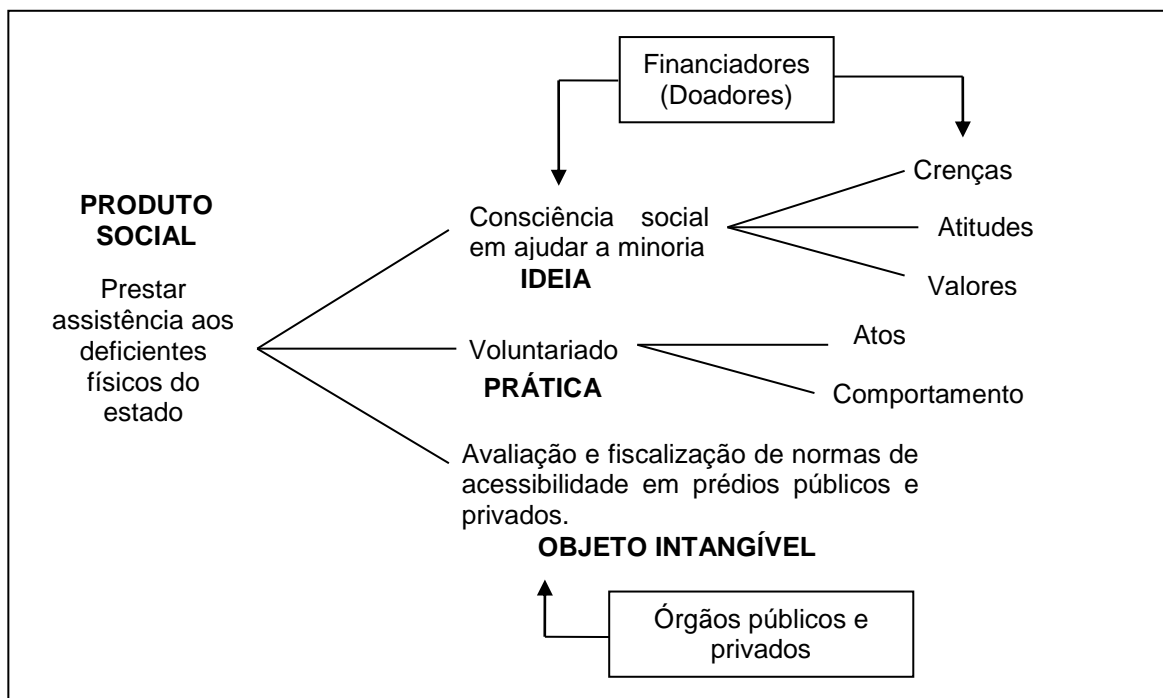 Financiadores
(Doadores)
PRODUTO
SOCIAL
Prestar
assistência aos
deficientes
físicos do
estado
Consciência social
em ajudar a minoria
IDEIA
Crenças
Atitudes
Valores
Voluntariado
PRÁTICA
Atos
Comportamento
Avaliação e fiscalização de normas de
acessibilidade em prédios públicos e
privados.
OBJETO INTANGÍVEL
Órgãos públicos e
privados